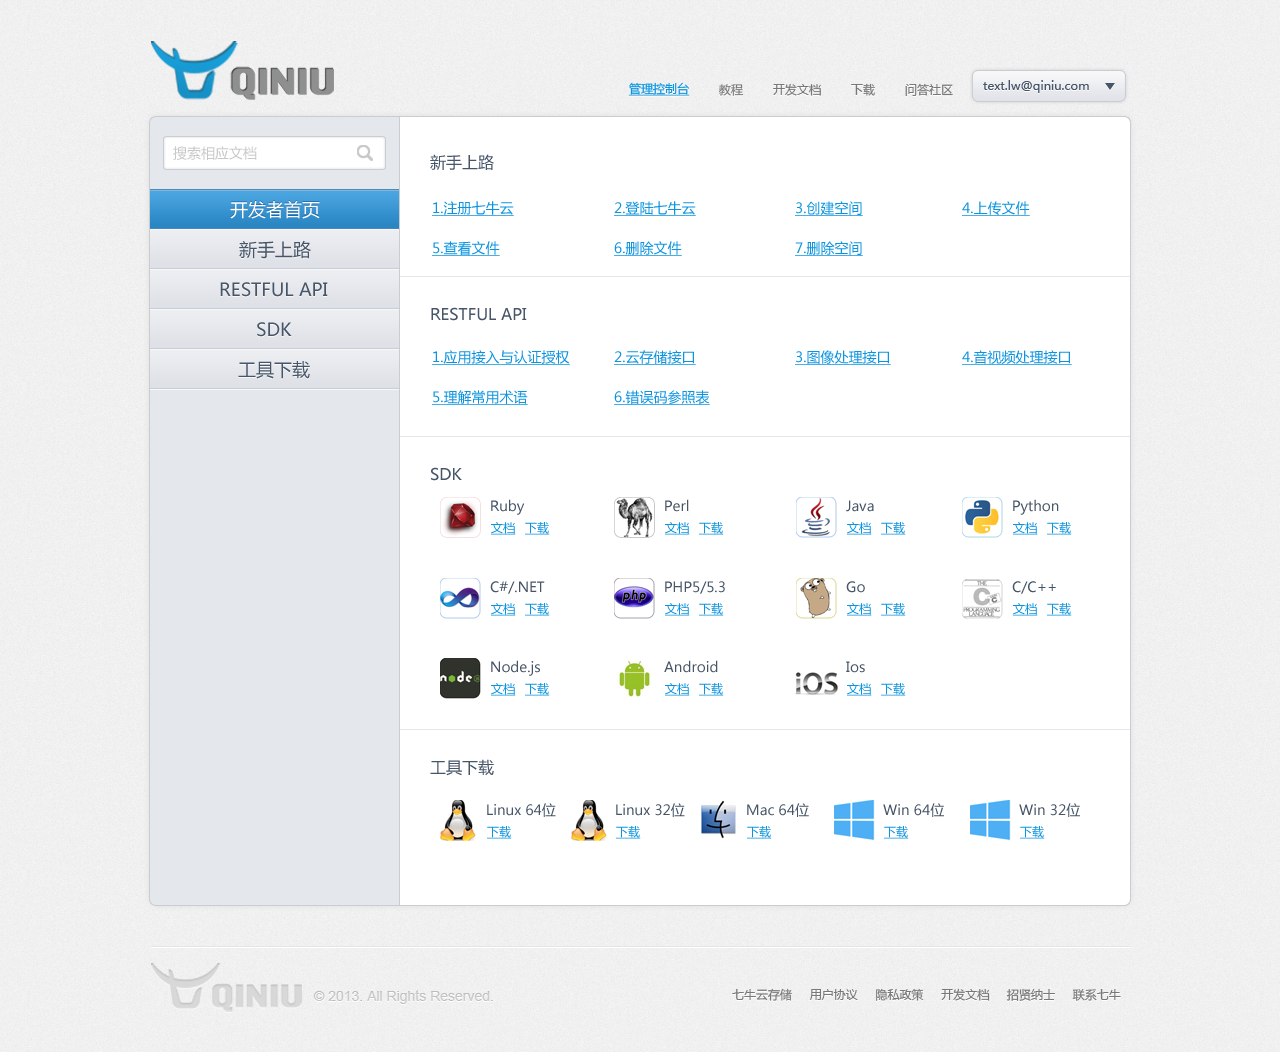 QINIU
管理控制台 教程 开发文档 下载 问答社区 text.lw@qiniu.com
搜索相应文档
开发者首页
新手上路
RESTFUL API
SDK
工具下载
新手上路
1.注册七牛云 2.登陆七牛云 3.创建空间 4.上传文件
5.查看文件 6.删除文件 7.删除空间
RESTFUL API
1.应用接入与认证授权 2.云存储接口 3.图像处理接口 4.音视频处理接口
5.理解常用术语 6.错误码参照表
SDK
Ruby Perl Java Python
文档 下载 文档 下载 文档 下载 文档 下载
C#/.NET php PHP5/5.3 Go THE C C++ PROGRAMMING LANGUAGE C/C++
文档 下载 文档 下载 文档 下载 文档 下载
node Node.js Android iOS Ios
文档 下载 文档 下载 文档 下载
工具下载
Linux 64位 Linux 32位 Mac 64位 Win 64位 Win 32位
下载 下载 下载 下载 下载
QINIU © 2013. All Rights Reserved. 七牛云存储 用户协议 隐私政策 开发文档 招贤纳士 联系七牛